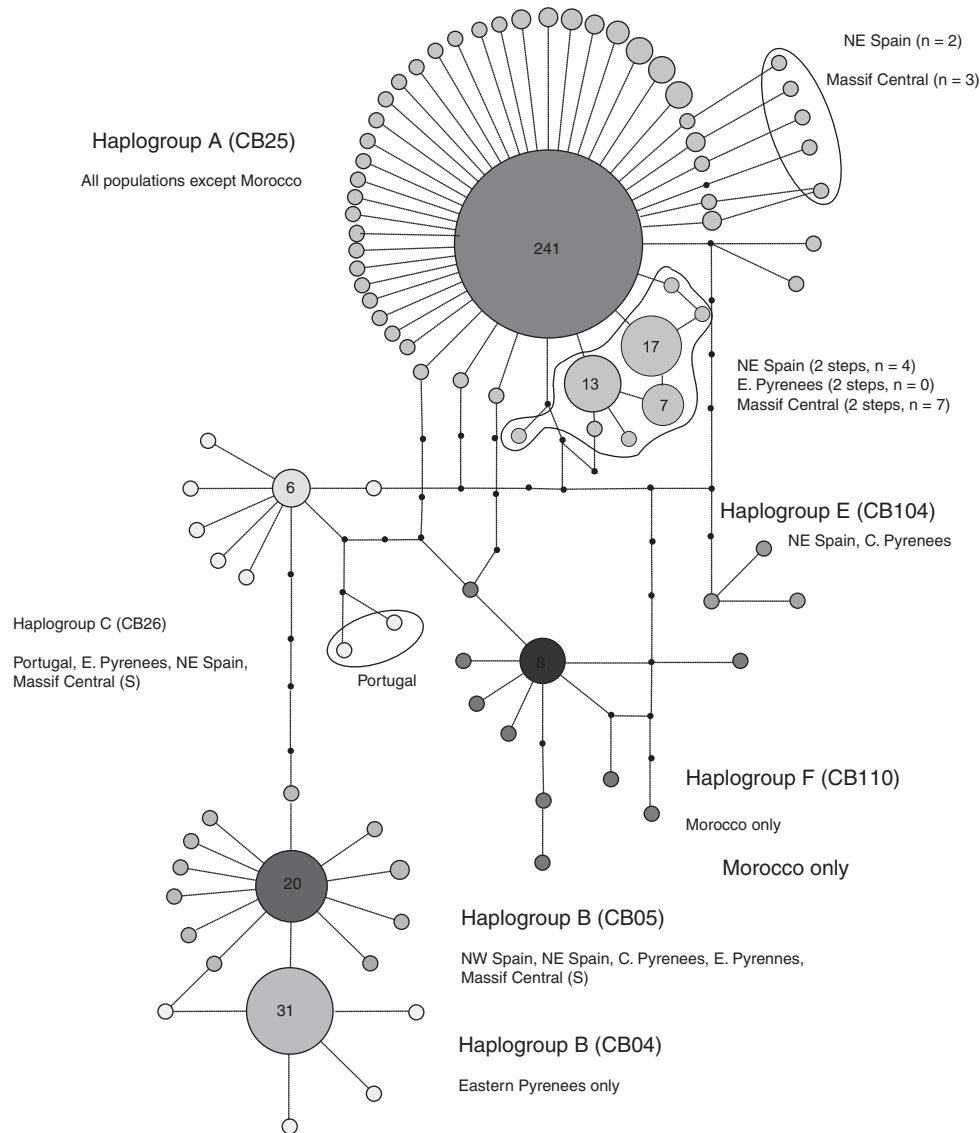 NE Spain (n = 2)
Massif Central (n = 3)
Haplogroup A (CB25)
All populations except Morocco
241
17
13
7
NE Spain (2 steps, n = 4)
E. Pyrenees (2 steps, n = 0)
Massif Central (2 steps, n = 7)
6
Haplogroup E (CB104)
NE Spain, C. Pyrenees
Haplogroup C (CB26)
Portugal, E. Pyrenees, NE Spain,
Massif Central (S)
Portugal
8
Haplogroup F (CB110)
Morocco only
Morocco only
20
Haplogroup B (CB05)
NW Spain, NE Spain, C. Pyrenees, E. Pyrennes,
Massif Central (S)
31
Haplogroup B (CB04)
Eastern Pyrenees only